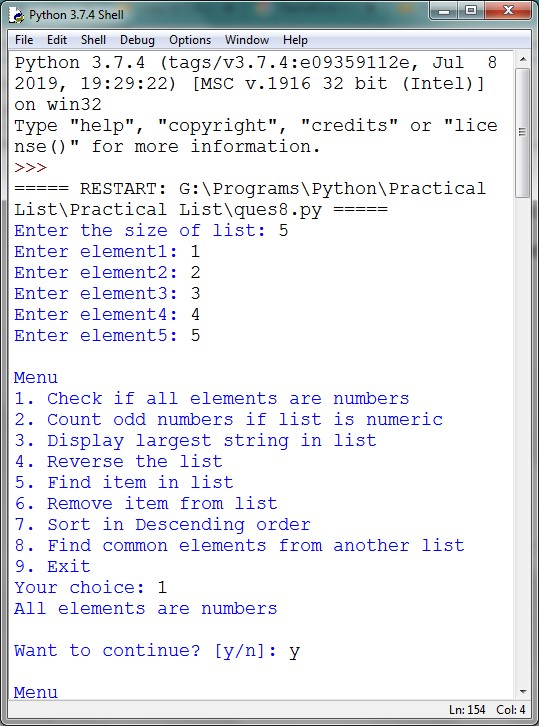 Python 3.7.4 Shell
File Edit Shell Debug Options Window Help
Python 3.7.4 (tags/v3.7.4:e09359112e, Jul  8
2019, 19:29:22) [MSC v.1916 32 bit (Intel)]
on win32
Type "help", "copyright", "credits" or "lice
nse()" for more information.
>>>
===== RESTART: G:\Programs\Python\Practical
List\Practical List\ques8.py =====
Enter the size of list: 5
Enter element1: 1
Enter element2: 2
Enter element3: 3
Enter element4: 4
Enter element5: 5

Menu
1. Check if all elements are numbers
2. Count odd numbers if list is numeric
3. Display largest string in list
4. Reverse the list
5. Find item in list
6. Remove item from list
7. Sort in Descending order
8. Find common elements from another list
9. Exit
Your choice: 1
All elements are numbers

Want to continue? [y/n]: y

Menu
Ln: 154 Col: 4